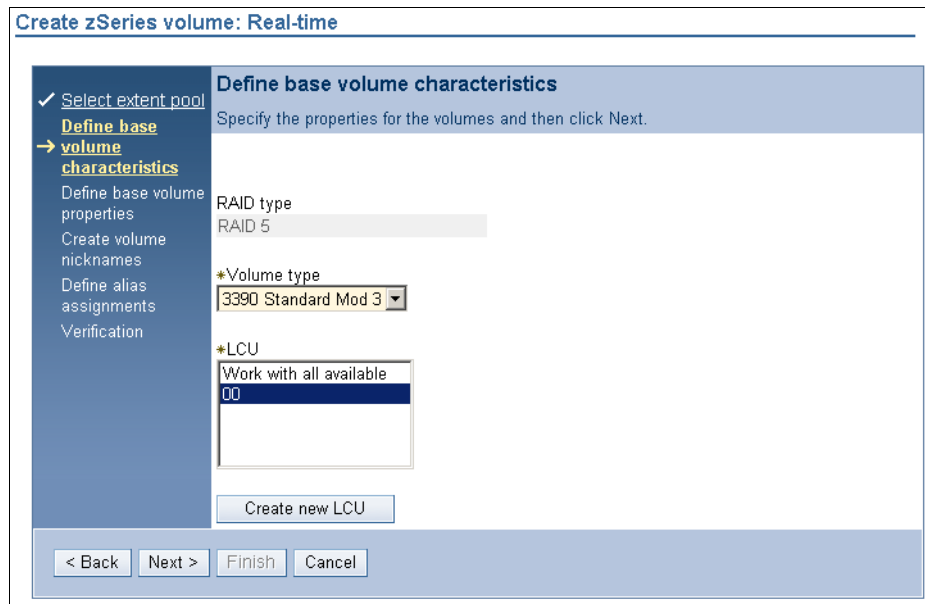 Create zSeries volume: Real-time
✓ Select extent pool
→ Define base
volume
characteristics
Define base volume
properties
Create volume
nicknames
Define alias
assignments
Verification
Define base volume characteristics
Specify the properties for the volumes and then click Next.
RAID type
RAID 5
*Volume type
3390 Standard Mod 3
*LCU
Work with all available
00
Create new LCU
< Back Next > Finish Cancel